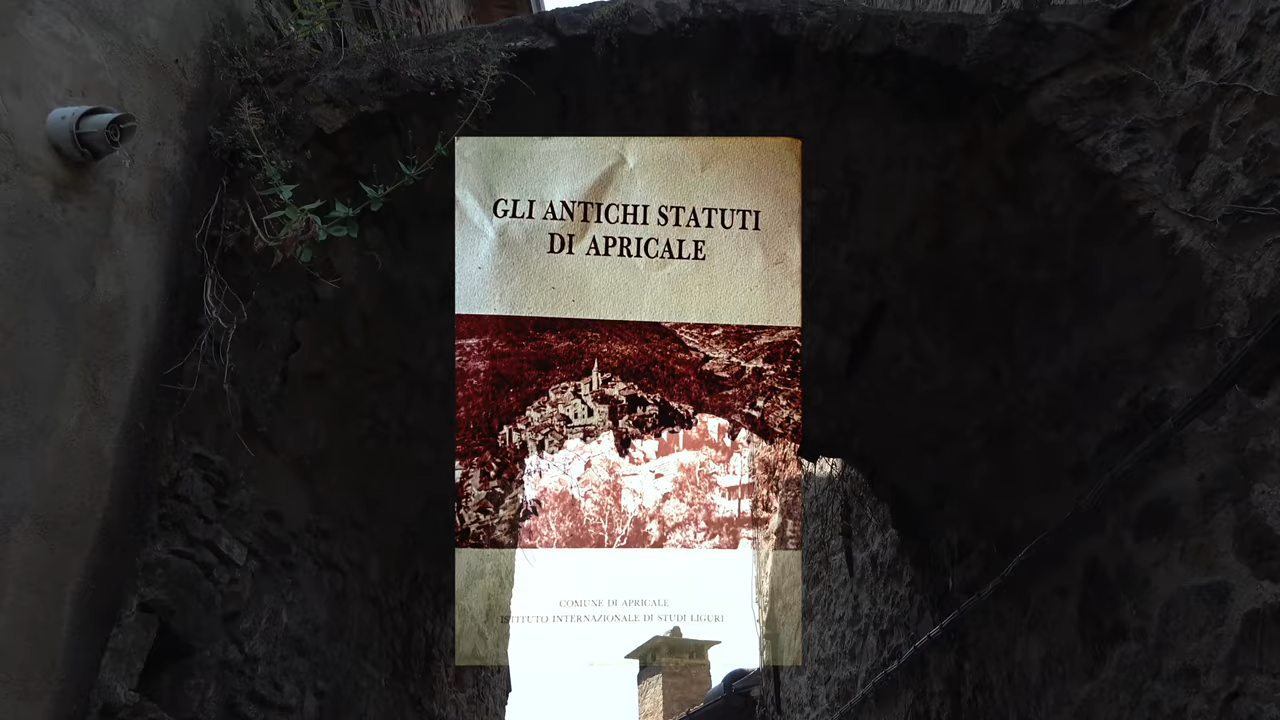 GLI ANTICHI STATUTI
DI APRICALE
COMUNE DI APRICALE
ISTITUTO INTERNAZIONALE DI STUDI LIGURI